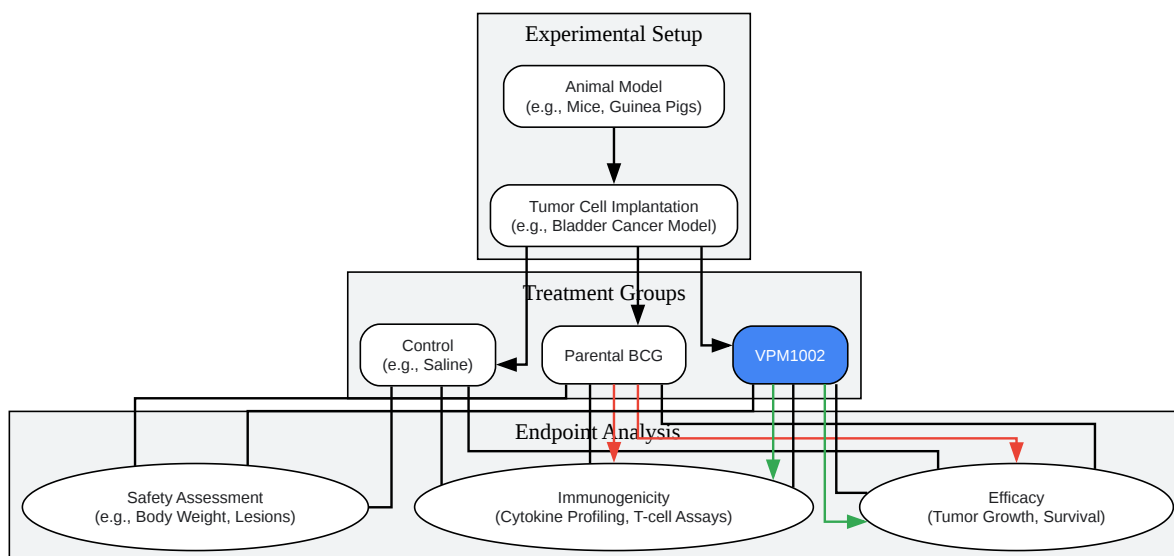 Experimental Setup
Animal Model
(e.g., Mice, Guinea Pigs)
Tumor Cell Implantation
(e.g., Bladder Cancer Model)
Treatment Groups
Control
(e.g., Saline)
Parental BCG
VPM1002
Endpoint Analysis
Safety Assessment
(e.g., Body Weight, Lesions)
Immunogenicity
(Cytokine Profiling, T-cell Assays)
Efficacy
(Tumor Growth, Survival)